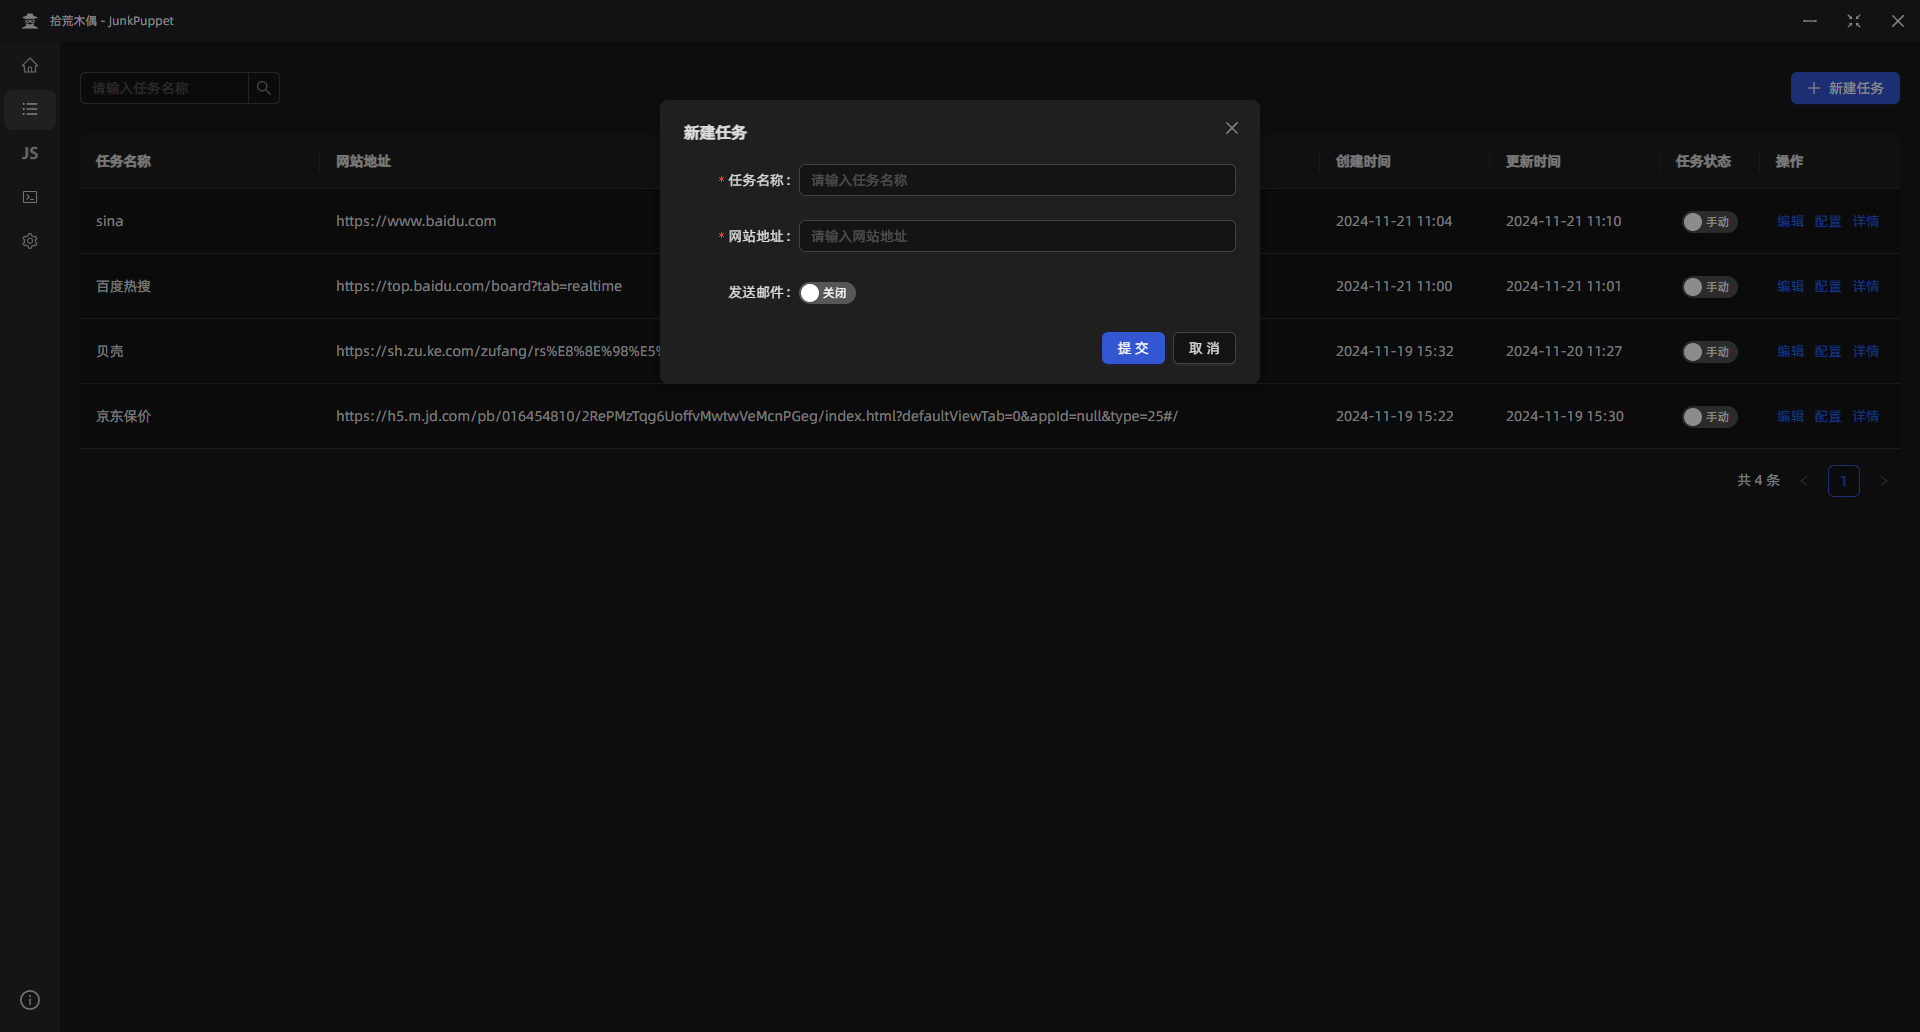 拾荒木偶 - JunkPuppet
请输入任务名称
新建任务
JS
新建任务
* 任务名称 : 请输入任务名称
* 网站地址 : 请输入网站地址
发送邮件 : 关闭
提 交 取 消
任务名称 网站地址 创建时间 更新时间 任务状态 操作
sina https://www.baidu.com 2024-11-21 11:04 2024-11-21 11:10 手动 编辑 配置 详情
百度热搜 https://top.baidu.com/board?tab=realtime 2024-11-21 11:00 2024-11-21 11:01 手动 编辑 配置 详情
贝壳 https://sh.zu.ke.com/zufang/rs%E8%8E%98%E5% 2024-11-19 15:32 2024-11-20 11:27 手动 编辑 配置 详情
京东保价 https://h5.m.jd.com/pb/016454810/2RePMzTqg6UoffvMwtwVeMcnPGeg/index.html?defaultViewTab=0&appId=null&type=25#/ 2024-11-19 15:22 2024-11-19 15:30 手动 编辑 配置 详情
共 4 条 1